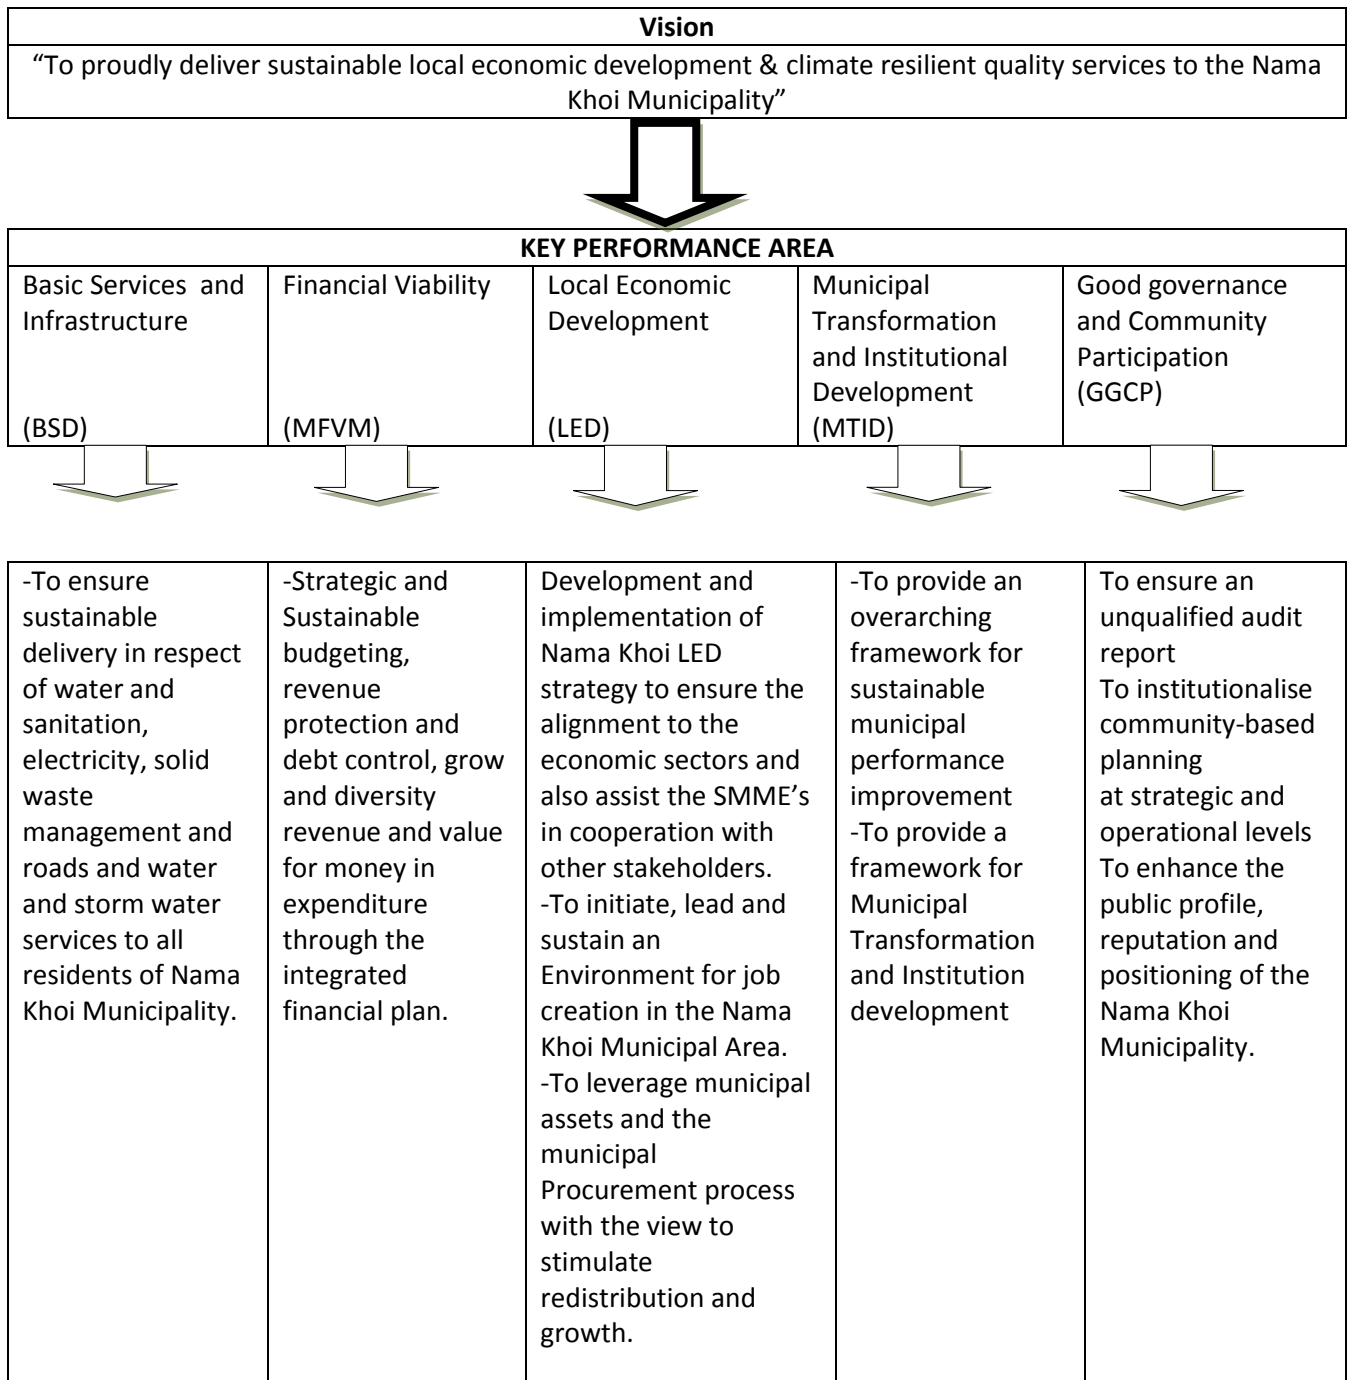 Vision
“To proudly deliver sustainable local economic development & climate resilient quality services to the Nama
Khoi Municipality”
KEY PERFORMANCE AREA
Basic Services and
Infrastructure
(BSD)
Financial Viability
(MFVM)
Local Economic
Development
(LED)
Municipal
Transformation
and Institutional
Development
(MTID)
Good governance
and Community
Participation
(GGCP)
-To ensure
sustainable
delivery in respect
of water and
sanitation,
electricity, solid
waste
management and
roads and water
and storm water
services to all
residents of Nama
Khoi Municipality.
-Strategic and
Sustainable
budgeting,
revenue
protection and
debt control, grow
and diversity
revenue and value
for money in
expenditure
through the
integrated
financial plan.
Development and
implementation of
Nama Khoi LED
strategy to ensure the
alignment to the
economic sectors and
also assist the SMME’s
in cooperation with
other stakeholders.
-To initiate, lead and
sustain an
Environment for job
creation in the Nama
Khoi Municipal Area.
-To leverage municipal
assets and the
municipal
Procurement process
with the view to
stimulate
redistribution and
growth.
-To provide an
overarching
framework for
sustainable
municipal
performance
improvement
-To provide a
framework for
Municipal
Transformation
and Institution
development
To ensure an
unqualified audit
report
To institutionalise
community-based
planning
at strategic and
operational levels
To enhance the
public profile,
reputation and
positioning of the
Nama Khoi
Municipality.